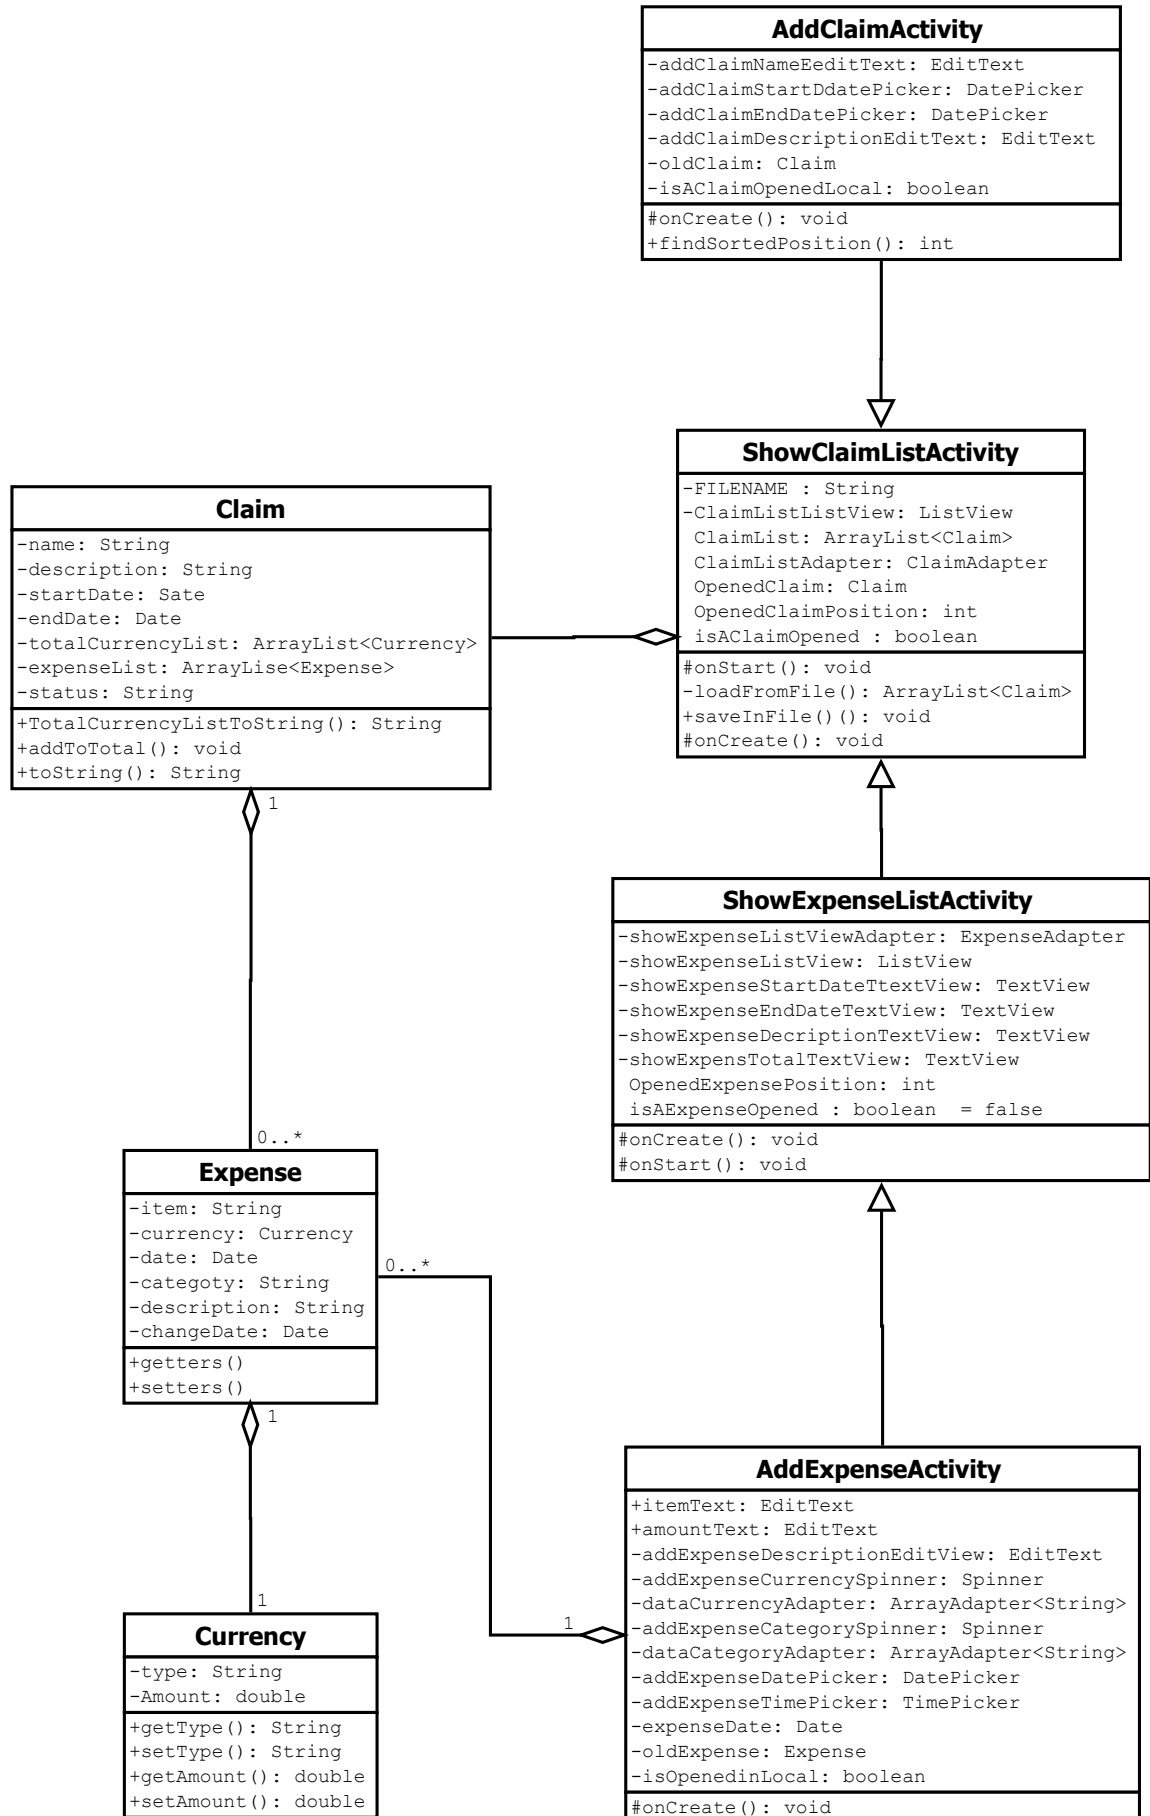 AddClaimActivity
-addClaimNameEeditText: EditText
-addClaimStartDdatePicker: DatePicker
-addClaimEndDatePicker: DatePicker
-addClaimDescriptionEditText: EditText
-oldClaim: Claim
-isAClaimOpenedLocal: boolean
#onCreate(): void
+findSortedPosition(): int
ShowClaimListActivity
-FILENAME : String
-ClaimListListView: ListView
ClaimList: ArrayList<Claim>
ClaimListAdapter: ClaimAdapter
OpenedClaim: Claim
OpenedClaimPosition: int
isAClaimOpened : boolean
#onStart(): void
-loadFromFile(): ArrayList<Claim>
+saveInFile()(): void
#onCreate(): void
Claim
-name: String
-description: String
-startDate: Sate
-endDate: Date
-totalCurrencyList: ArrayList<Currency>
-expenseList: ArrayLise<Expense>
-status: String
+TotalCurrencyListToString(): String
+addToTotal(): void
+toString(): String
1
0..*
ShowExpenseListActivity
-showExpenseListViewAdapter: ExpenseAdapter
-showExpenseListView: ListView
-showExpenseStartDateTtextView: TextView
-showExpenseEndDateTextView: TextView
-showExpenseDecriptionTextView: TextView
-showExpensTotalTextView: TextView
OpenedExpensePosition: int
isAExpenseOpened : boolean = false
#onCreate(): void
#onStart(): void
Expense
-item: String
-currency: Currency
-date: Date
-categoty: String
-description: String
-changeDate: Date
+getters()
+setters()
0..*
1
1
1
AddExpenseActivity
+itemText: EditText
+amountText: EditText
-addExpenseDescriptionEditView: EditText
-addExpenseCurrencySpinner: Spinner
-dataCurrencyAdapter: ArrayAdapter<String>
-addExpenseCategorySpinner: Spinner
-dataCategoryAdapter: ArrayAdapter<String>
-addExpenseDatePicker: DatePicker
-addExpenseTimePicker: TimePicker
-expenseDate: Date
-oldExpense: Expense
-isOpenedinLocal: boolean
#onCreate(): void
Currency
-type: String
-Amount: double
+getType(): String
+setType(): String
+getAmount(): double
+setAmount(): double